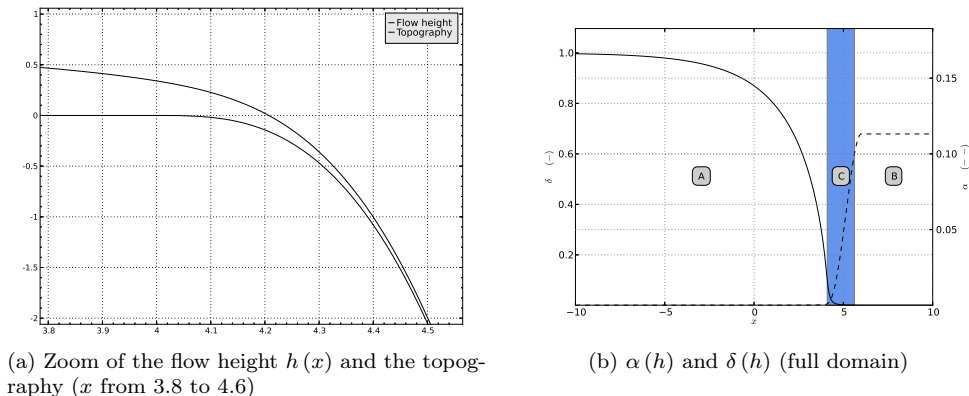 1
0.5
0
-0.5
-1
-1.5
-2
3.8 3.9 4 4.1 4.2 4.3 4.4 4.5
Flow height
Topography
(a) Zoom of the flow height h (x) and the topog-
raphy (x from 3.8 to 4.6)
1.0
0.8
0.6
0.4
0.2
δ (−)
A
C
B
0.15
0.10
0.05
α (− −)
−10 −5 0 5 10
x
(b) α (h) and δ (h) (full domain)